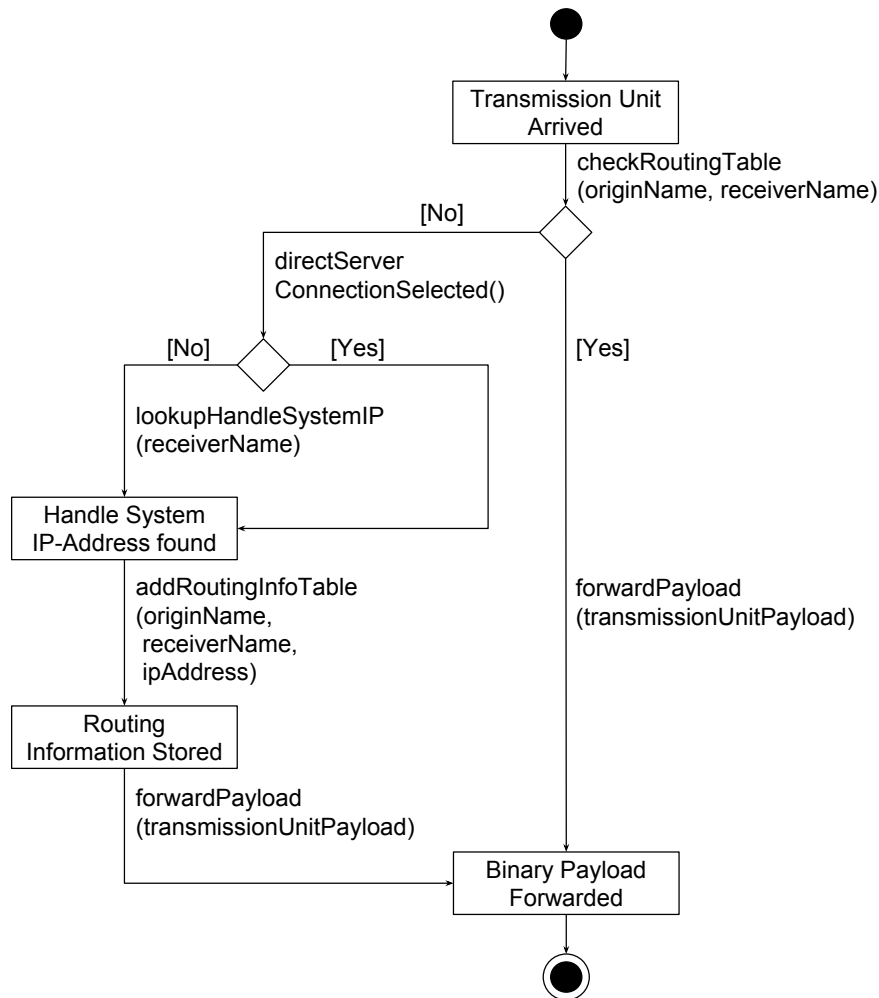 Transmission Unit
Arrived
checkRoutingTable
(originName, receiverName)
[No]
directServer
ConnectionSelected()
[No]
[Yes]
[Yes]
lookupHandleSystemIP
(receiverName)
Handle System
IP-Address found
addRoutingInfoTable
(originName,
receiverName,
ipAddress)
forwardPayload
(transmissionUnitPayload)
Routing
Information Stored
forwardPayload
(transmissionUnitPayload)
Binary Payload
Forwarded